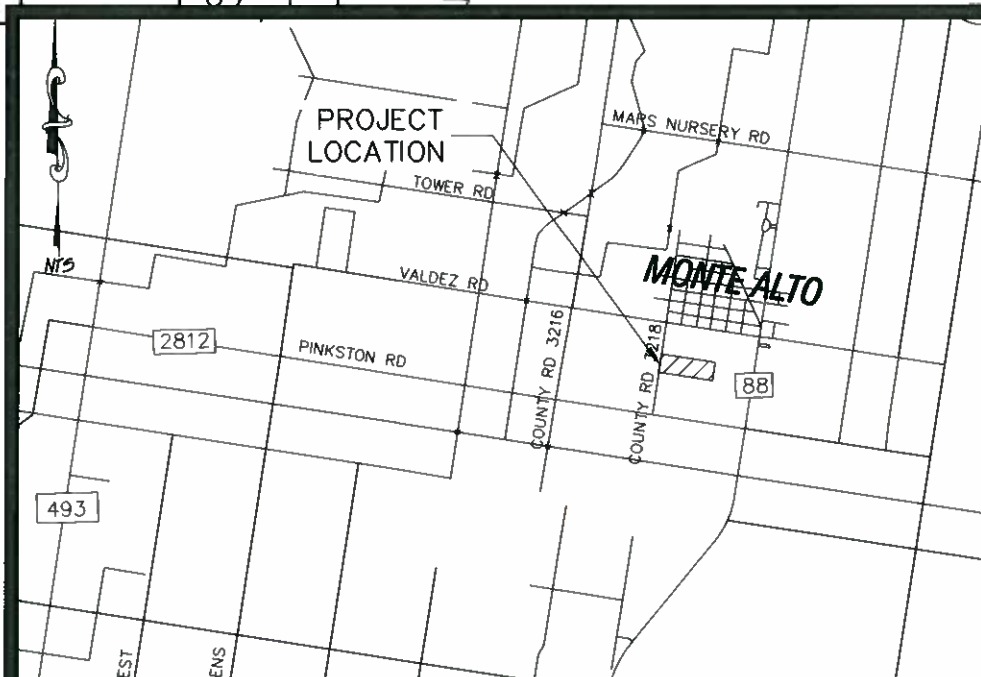 PROJECT
LOCATION
MARS NURSERY RD
TOWER RD
NTS
VALDEZ RD
MONTE ALTO
2812
PINKSTON RD
COUNTY RD 3216
COUNTY RD 3218
88
493
EST
ENS